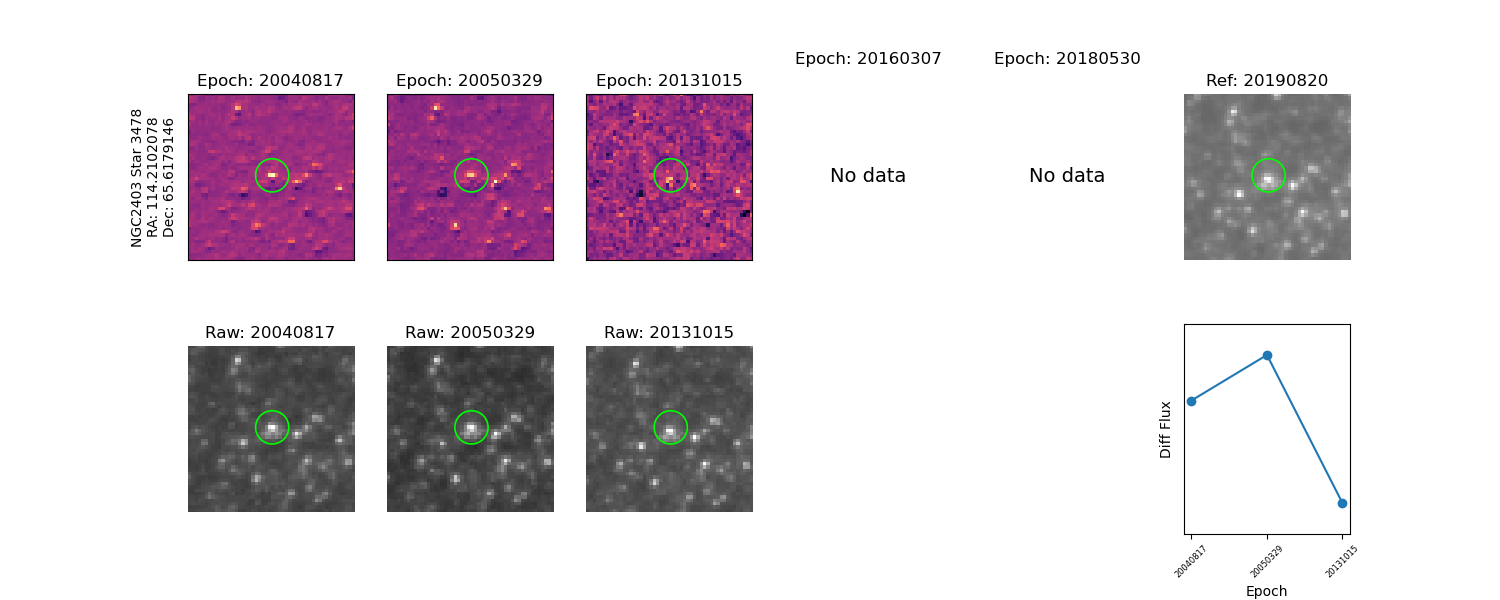 NGC2403 Star 3478
RA: 114.2102078
Dec: 65.6179146
Epoch: 20040817
Epoch: 20050329
Epoch: 20131015
Epoch: 20160307
Epoch: 20180530
Ref: 20190820
No data
No data
Raw: 20040817
Raw: 20050329
Raw: 20131015
Diff Flux
20040817
20050329
20131015
Epoch